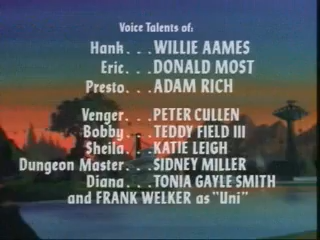 Voice Talents of:
Hank...WILLIE AAMES
Eric...DONALD MOST
Presto...ADAM RICH
Venger...PETER CULLEN
Bobby...TEDDY FIELD III
Sheila...KATIE LEIGH
Dungeon Master...SIDNEY MILLER
Diana...TONIA GAYLE SMITH
and FRANK WELKER as "Uni"